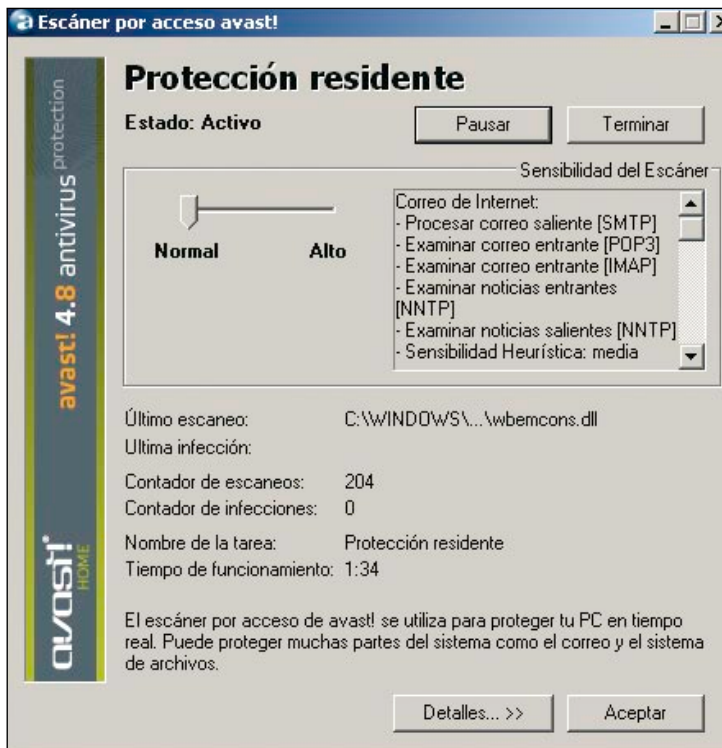 Escáner por acceso avast!
avast! 4.8 antivirus protection
avast!
HOME
Protección residente
Estado: Activo
Pausar
Terminar
Sensibilidad del Escáner
Normal
Alto
Correo de Internet:
- Procesar correo saliente [SMTP]
- Examinar correo entrante [POP3]
- Examinar correo entrante [IMAP]
- Examinar noticias entrantes
[NNTP]
- Examinar noticias salientes [NNTP]
- Sensibilidad Heurística: media
Último escaneo: C:\WINDOWS\...\wbemcons.dll
Ultima infección:
Contador de escaneos: 204
Contador de infecciones: 0
Nombre de la tarea: Protección residente
Tiempo de funcionamiento: 1:34
El escáner por acceso de avast! se utiliza para proteger tu PC en tiempo
real. Puede proteger muchas partes del sistema como el correo y el sistema
de archivos.
Detalles... >>
Aceptar